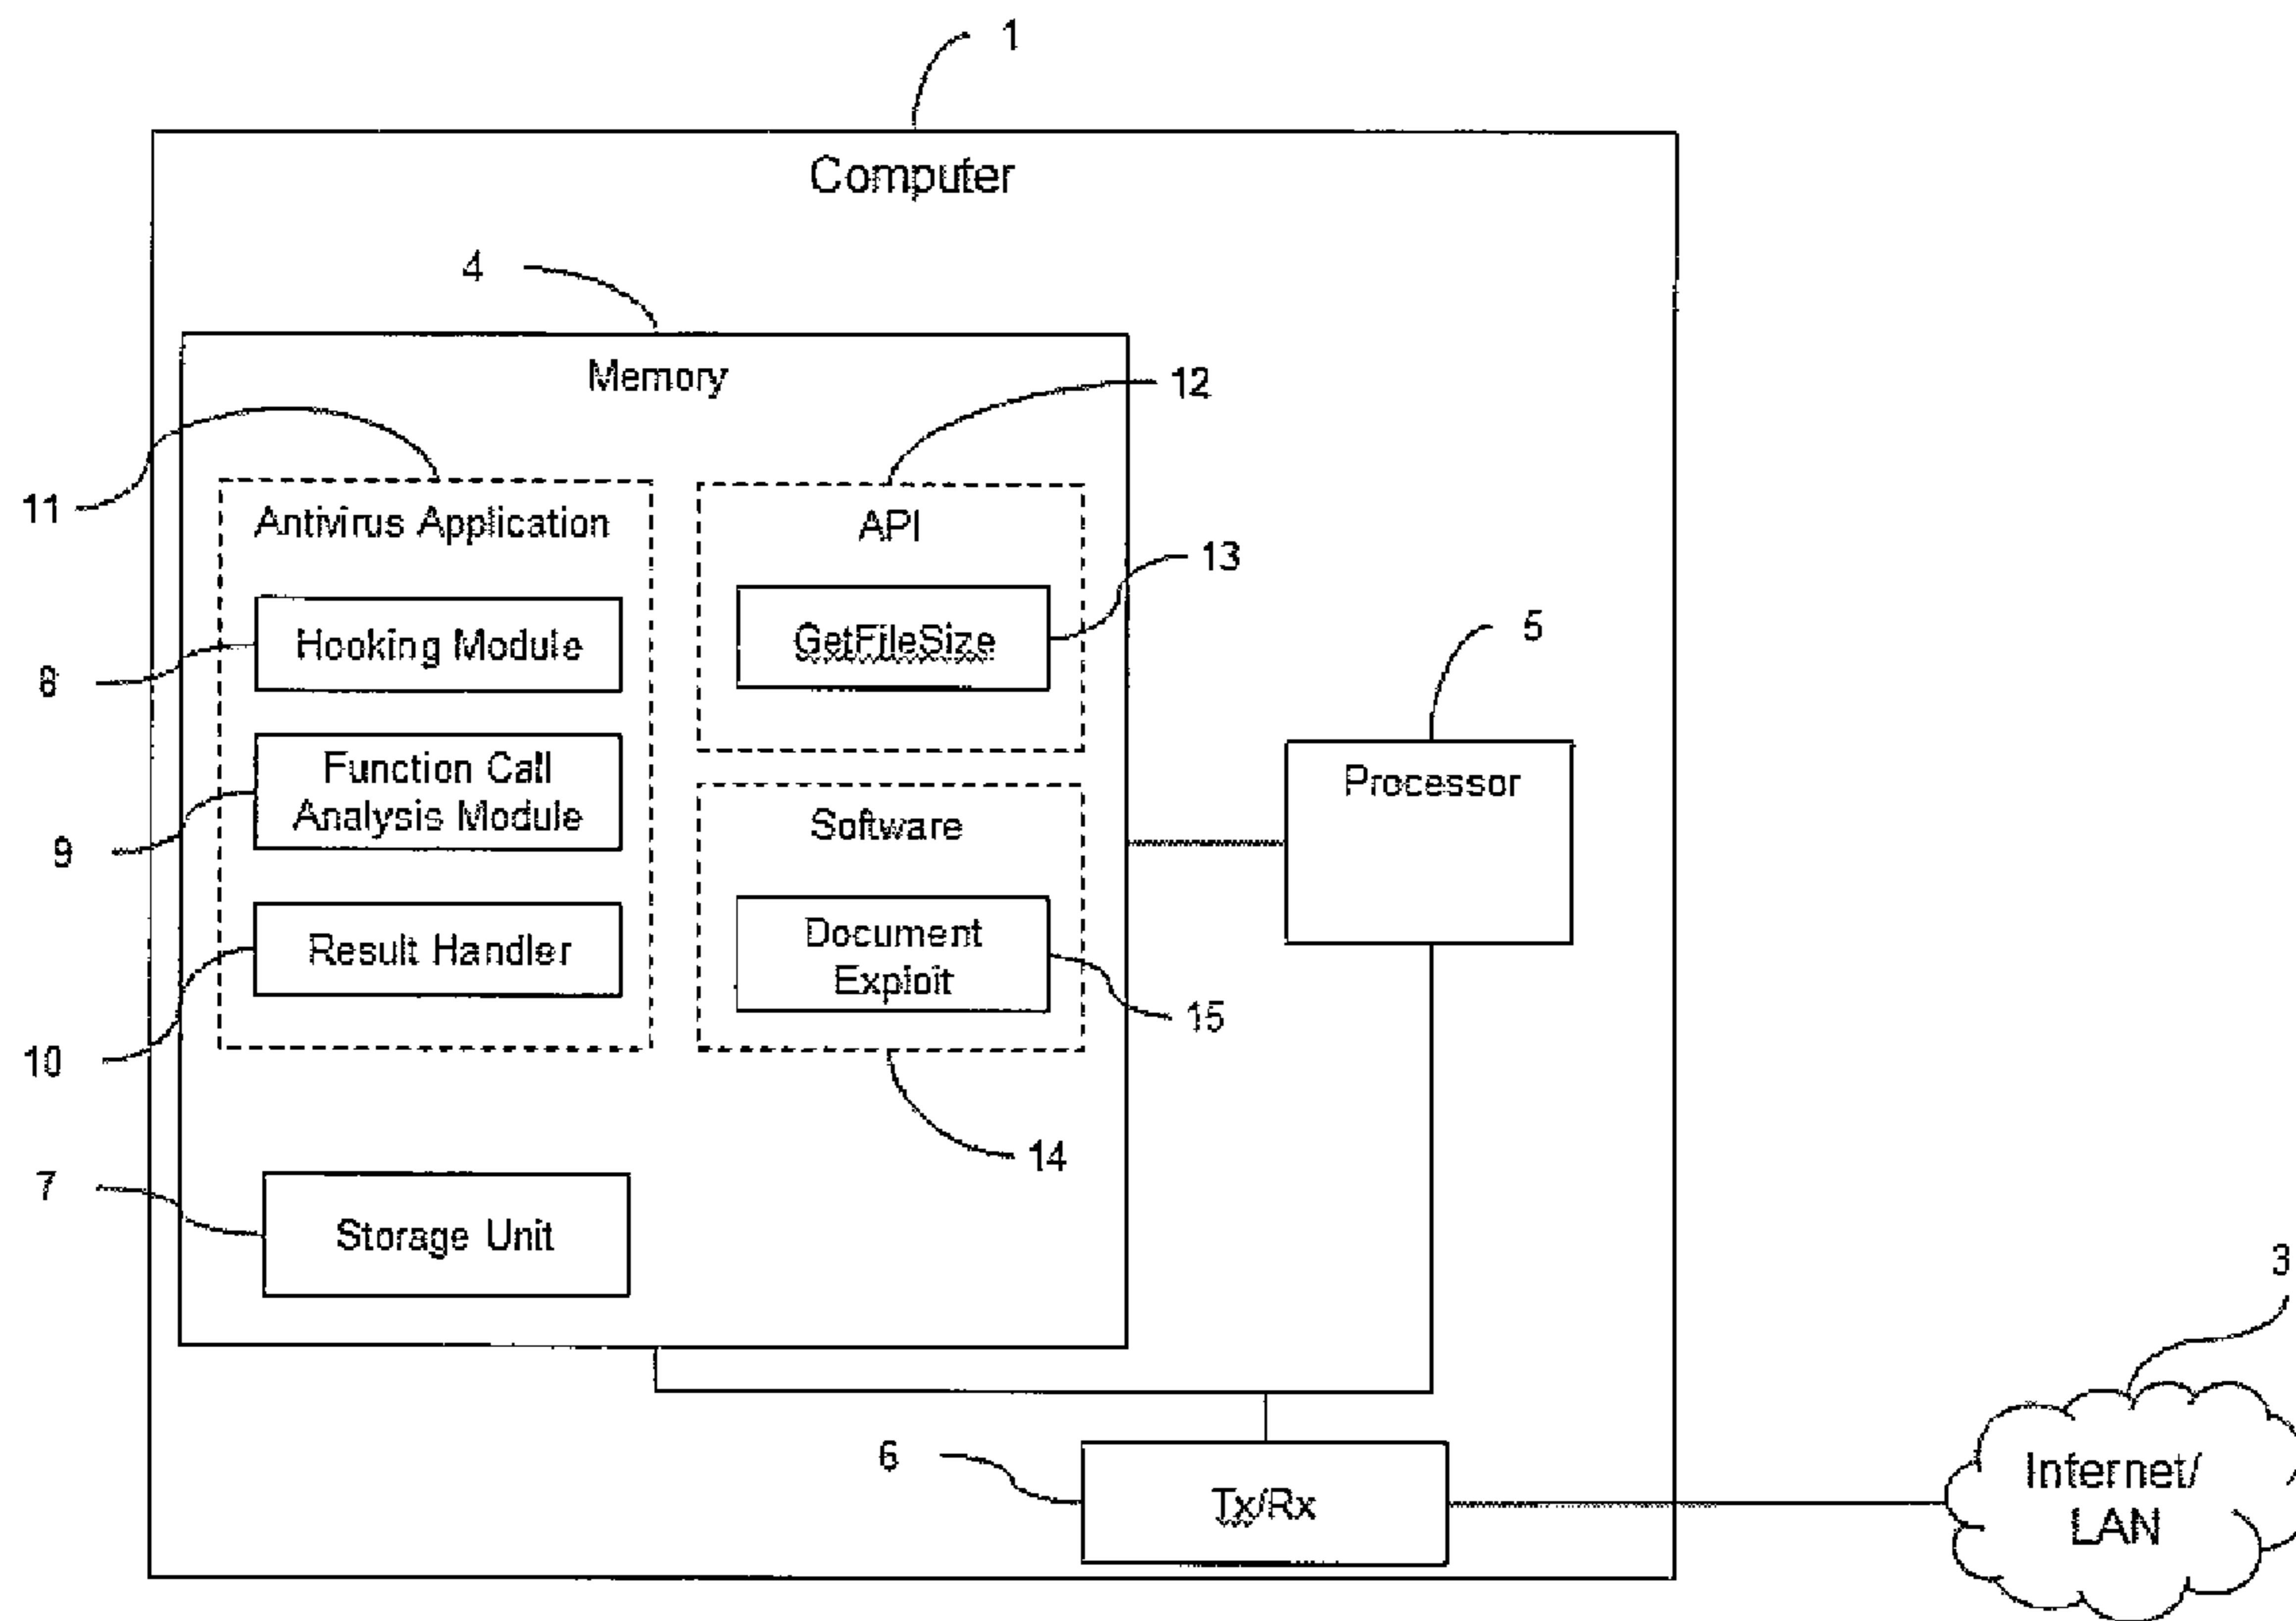 1
Computer
4
Memory
12
11
Antivirus Application
API
13
Hooking Module
GetFileSize
8
5
Function Call
Analysis Module
Processor
9
Software
Result Handler
Document
Exploit
15
10
14
7
Storage Unit
3
6
Tx/Rx
Internet/
LAN